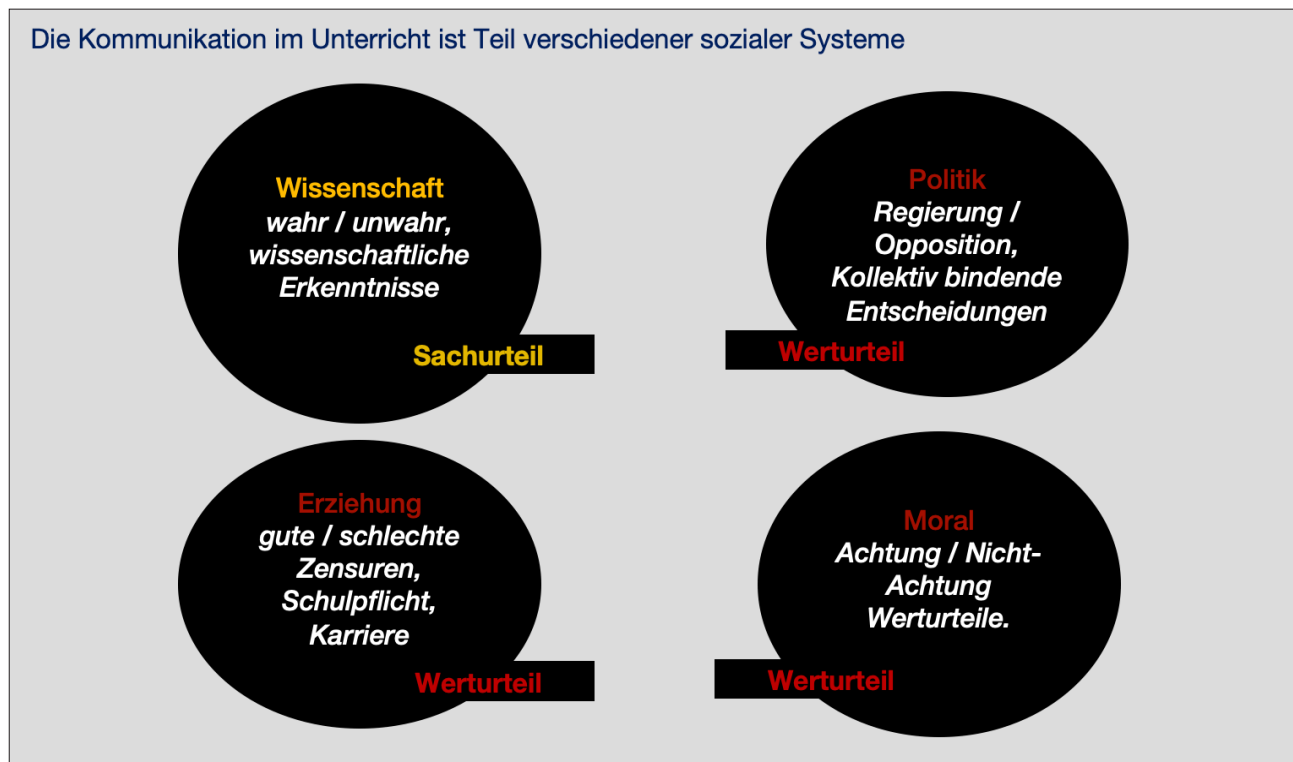 Die Kommunikation im Unterricht ist Teil verschiedener sozialer Systeme
Wissenschaft
wahr / unwahr,
wissenschaftliche
Erkenntnisse
Sachurteil
Politik
Regierung /
Opposition,
Kollektiv bindende
Entscheidungen
Werturteil
Erziehung
gute / schlechte
Zensuren,
Schulpflicht,
Karriere
Werturteil
Moral
Achtung / Nicht-
Achtung
Werturteile.
Werturteil